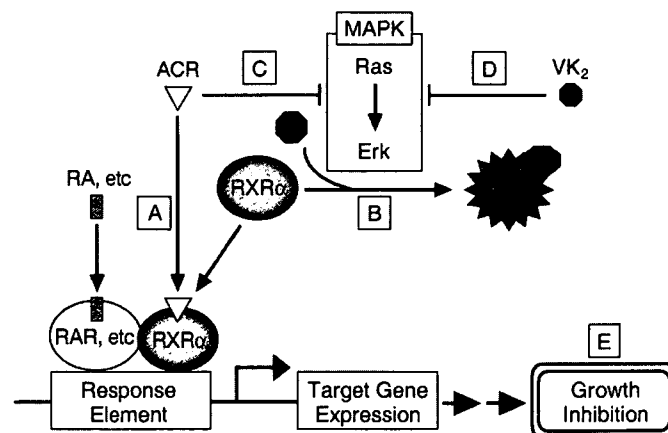 MAPK
ACR
C
Ras
D
VK2
Erk
RA, etc
A
RXRα
B
RAR, etc
RXRα
E
Response
Element
Target Gene
Expression
Growth
Inhibition